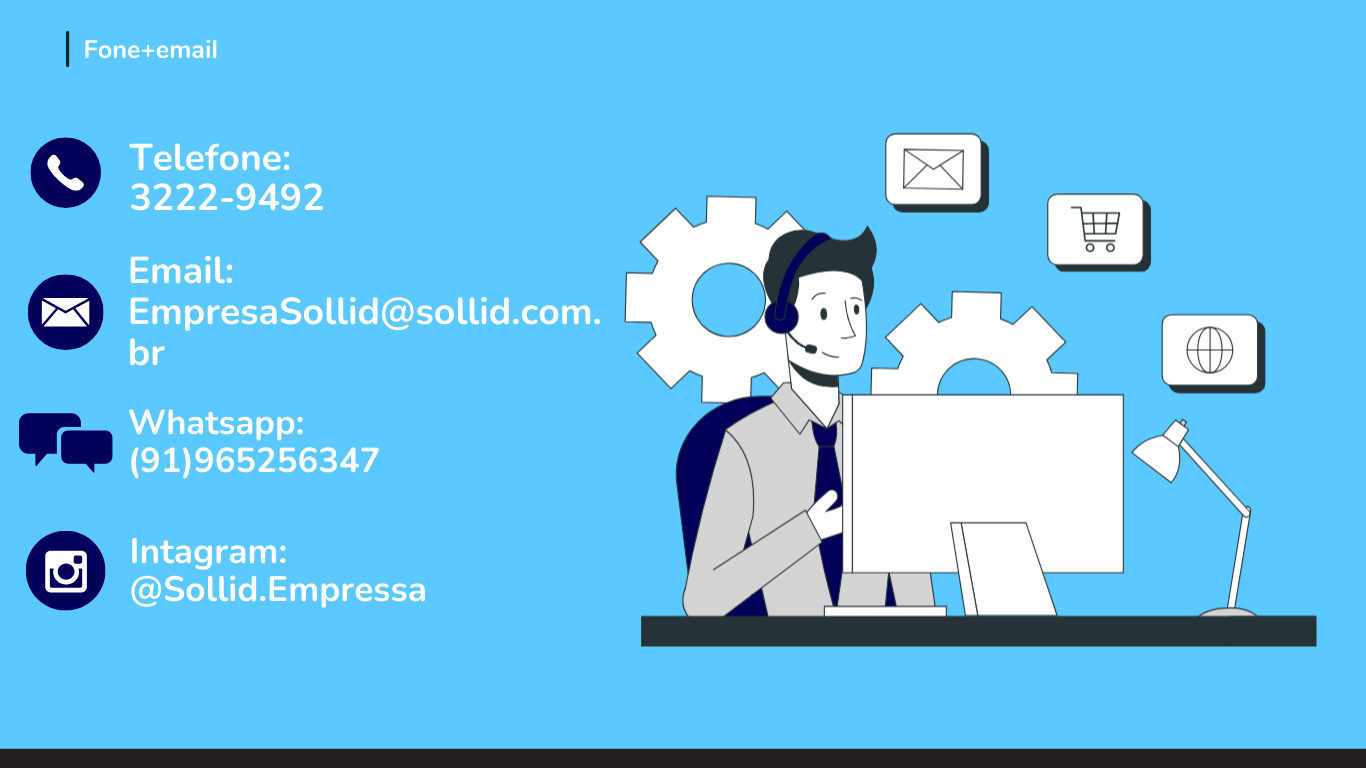 Fone+email
Telefone:
3222-9492
Email:
EmpresaSollid@sollid.com.
br
Whatsapp:
(91)965256347
Intagram:
@Sollid.Empressa